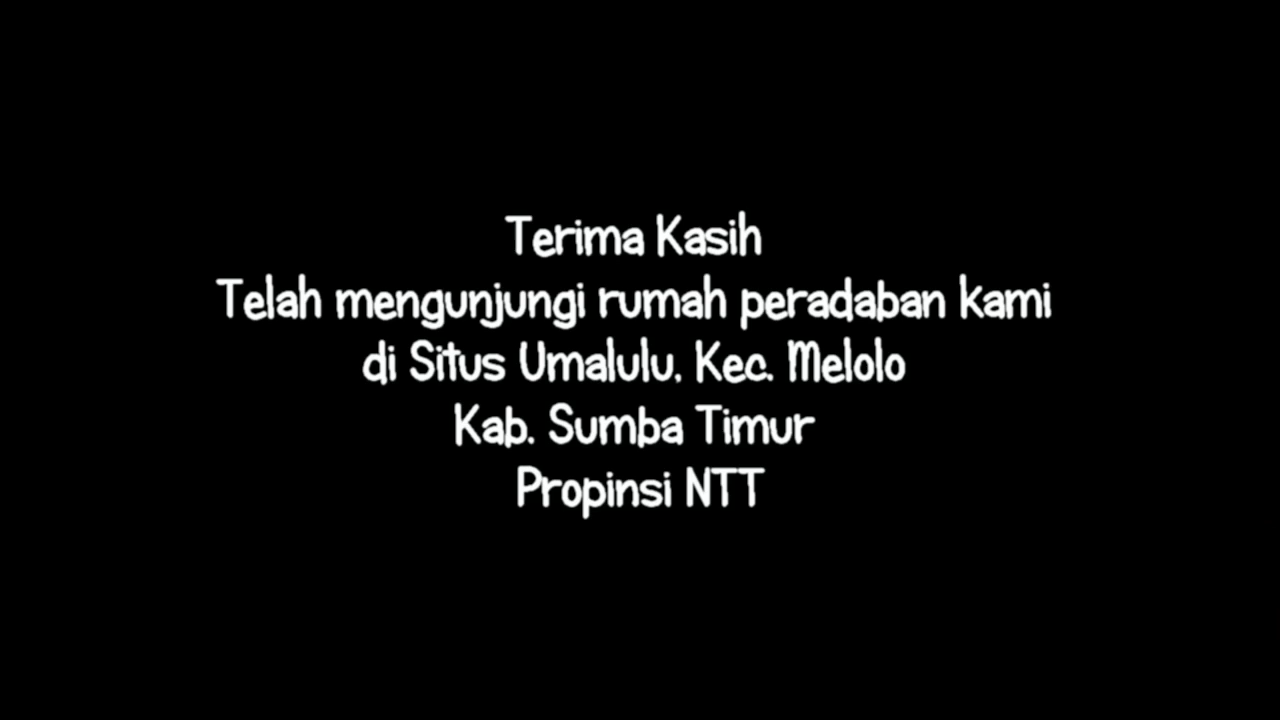 Terima Kasih
Telah mengunjungi rumah peradaban kami
di Situs Umalulu, Kec. Melolo
Kab. Sumba Timur
Propinsi NTT